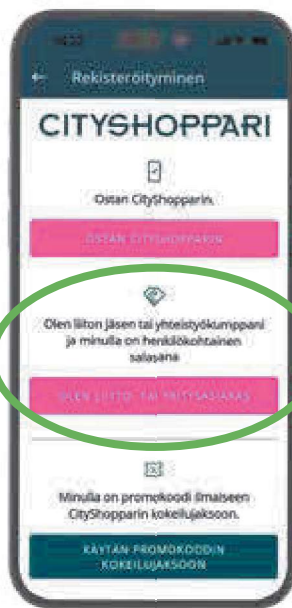 Rekisteröityminen
CITYSHOPPARI
Ostan CityShopparin.
OSTAN CITYSHOPPARIN
Olen liiton jäsen tai yhteistyökumppani
ja minulla on henkilökohtainen
salasana
OLEN LIITTO- TAI YRITYSASIAKAS
Minulla on promokoodi ilmaiseen
CityShopparin kokeilujaksoon.
KÄYTÄN PROMOKOODIN
KOKEILUJAKSOON